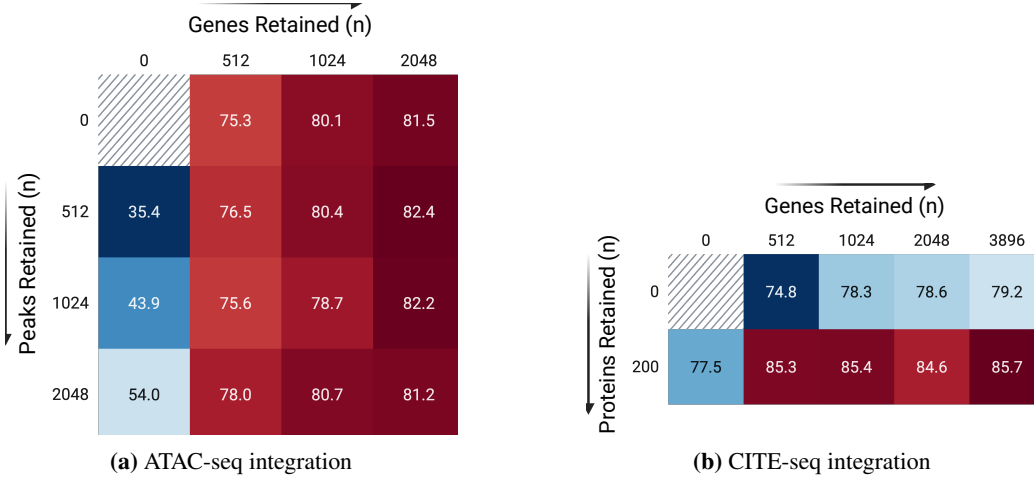 Genes Retained (n)
0 512 1024 2048
Peaks Retained (n)
0 75.3 80.1 81.5
512 35.4 76.5 80.4 82.4
1024 43.9 75.6 78.7 82.2
2048 54.0 78.0 80.7 81.2
(a) ATAC-seq integration
Genes Retained (n)
0 512 1024 2048 3896
Proteins Retained (n)
0 74.8 78.3 78.6 79.2
200 77.5 85.3 85.4 84.6 85.7
(b) CITE-seq integration